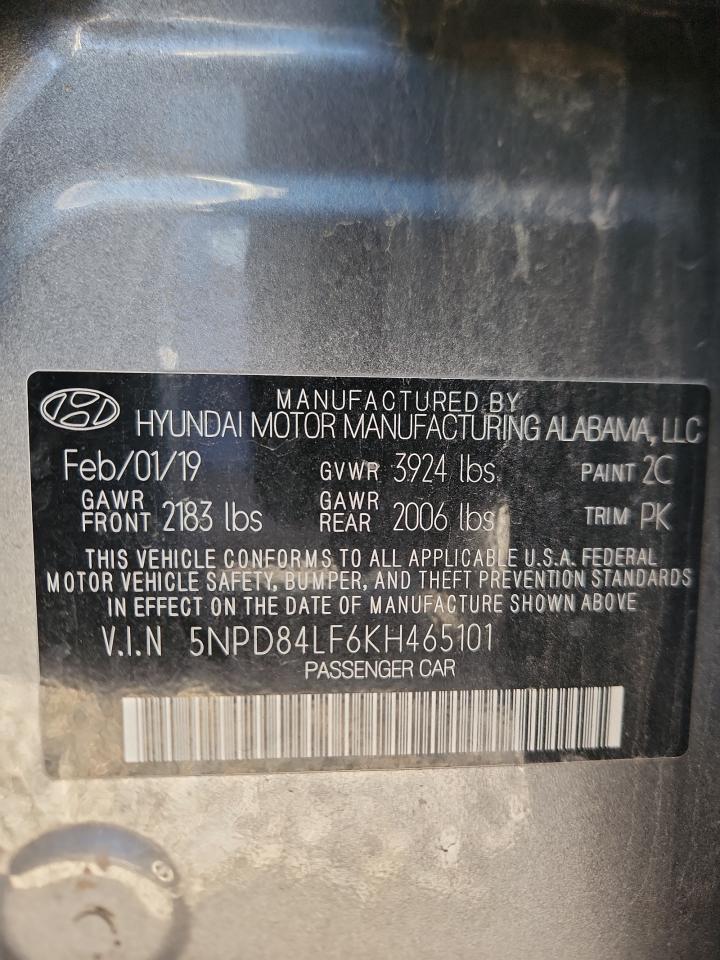 MANUFACTURED BY
HYUNDAI MOTOR MANUFACTURING ALABAMA, LLC
Feb/01/19 GVWR 3924 lbs PAINT 2C
GAWR FRONT 2183 lbs GAWR REAR 2006 lbs TRIM PK
THIS VEHICLE CONFORMS TO ALL APPLICABLE U.S.A. FEDERAL
MOTOR VEHICLE SAFETY, BUMPER, AND THEFT PREVENTION STANDARDS
IN EFFECT ON THE DATE OF MANUFACTURE SHOWN ABOVE
V.I.N 5NPD84LF6KH465101
PASSENGER CAR